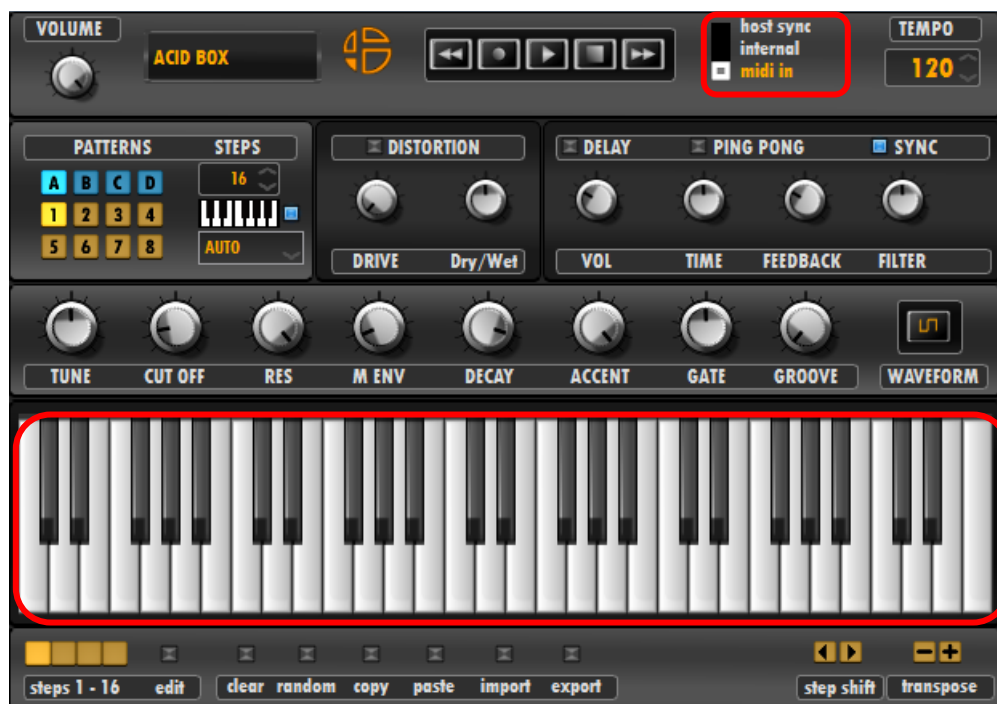 VOLUME
ACID BOX
host sync
internal
midi in
TEMPO
120
PATTERNS STEPS
A B C D
16
1 2 3 4
5 6 7 8
AUTO
DISTORTION
DRIVE Dry/Wet
DELAY PING PONG SYNC
VOL TIME FEEDBACK FILTER
TUNE CUT OFF RES M ENV DECAY ACCENT GATE GROOVE WAVEFORM
steps 1 - 16 edit clear random copy paste import export step shift transpose